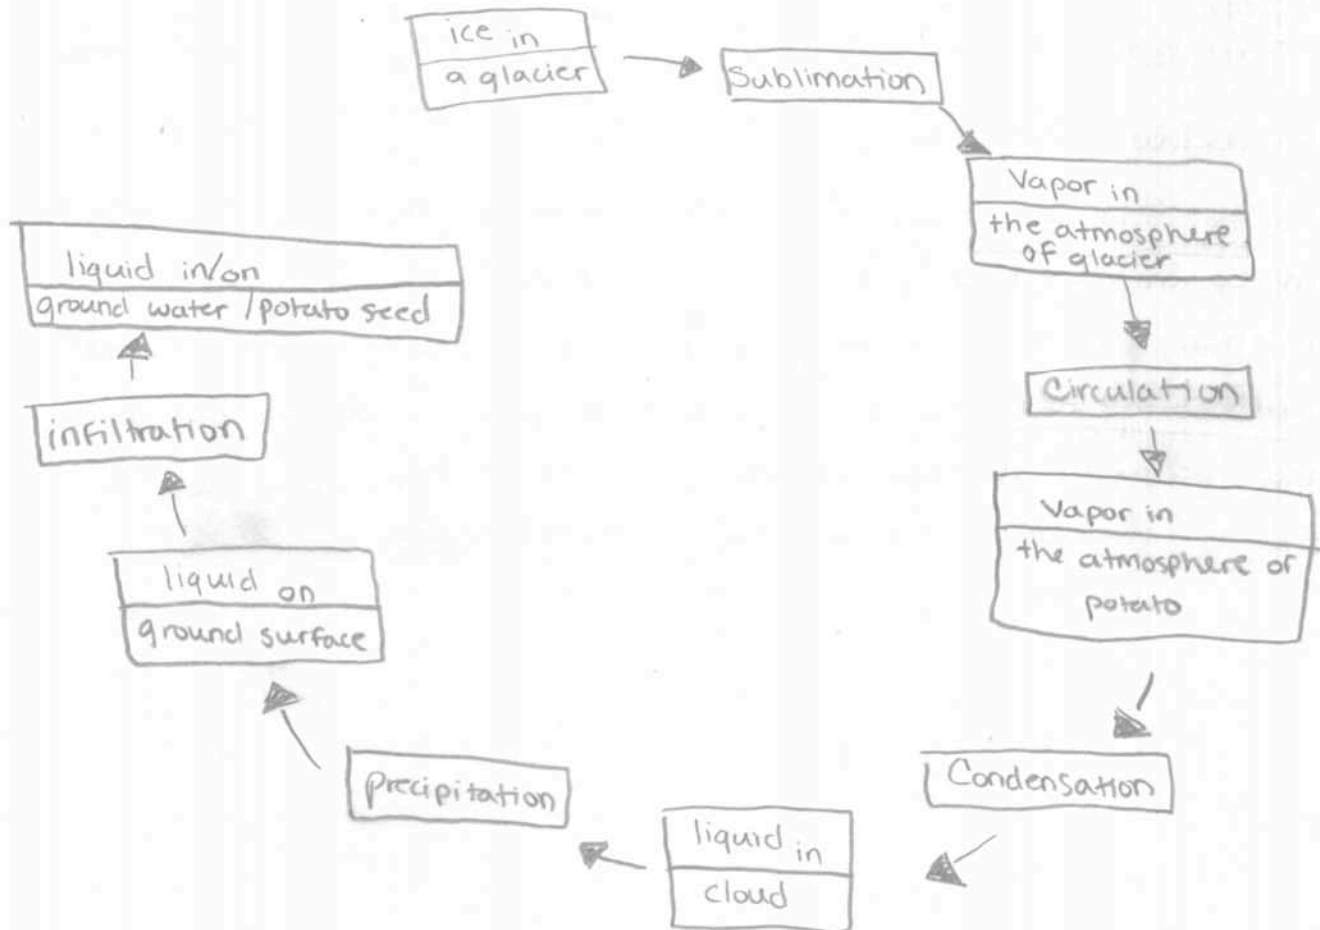 ice in
a glacier
Sublimation
Vapor in
the atmosphere
of glacier
Circulation
Vapor in
the atmosphere of
potato
Condensation
liquid in
cloud
precipitation
liquid on
ground surface
infiltration
liquid in/on
ground water / potato seed